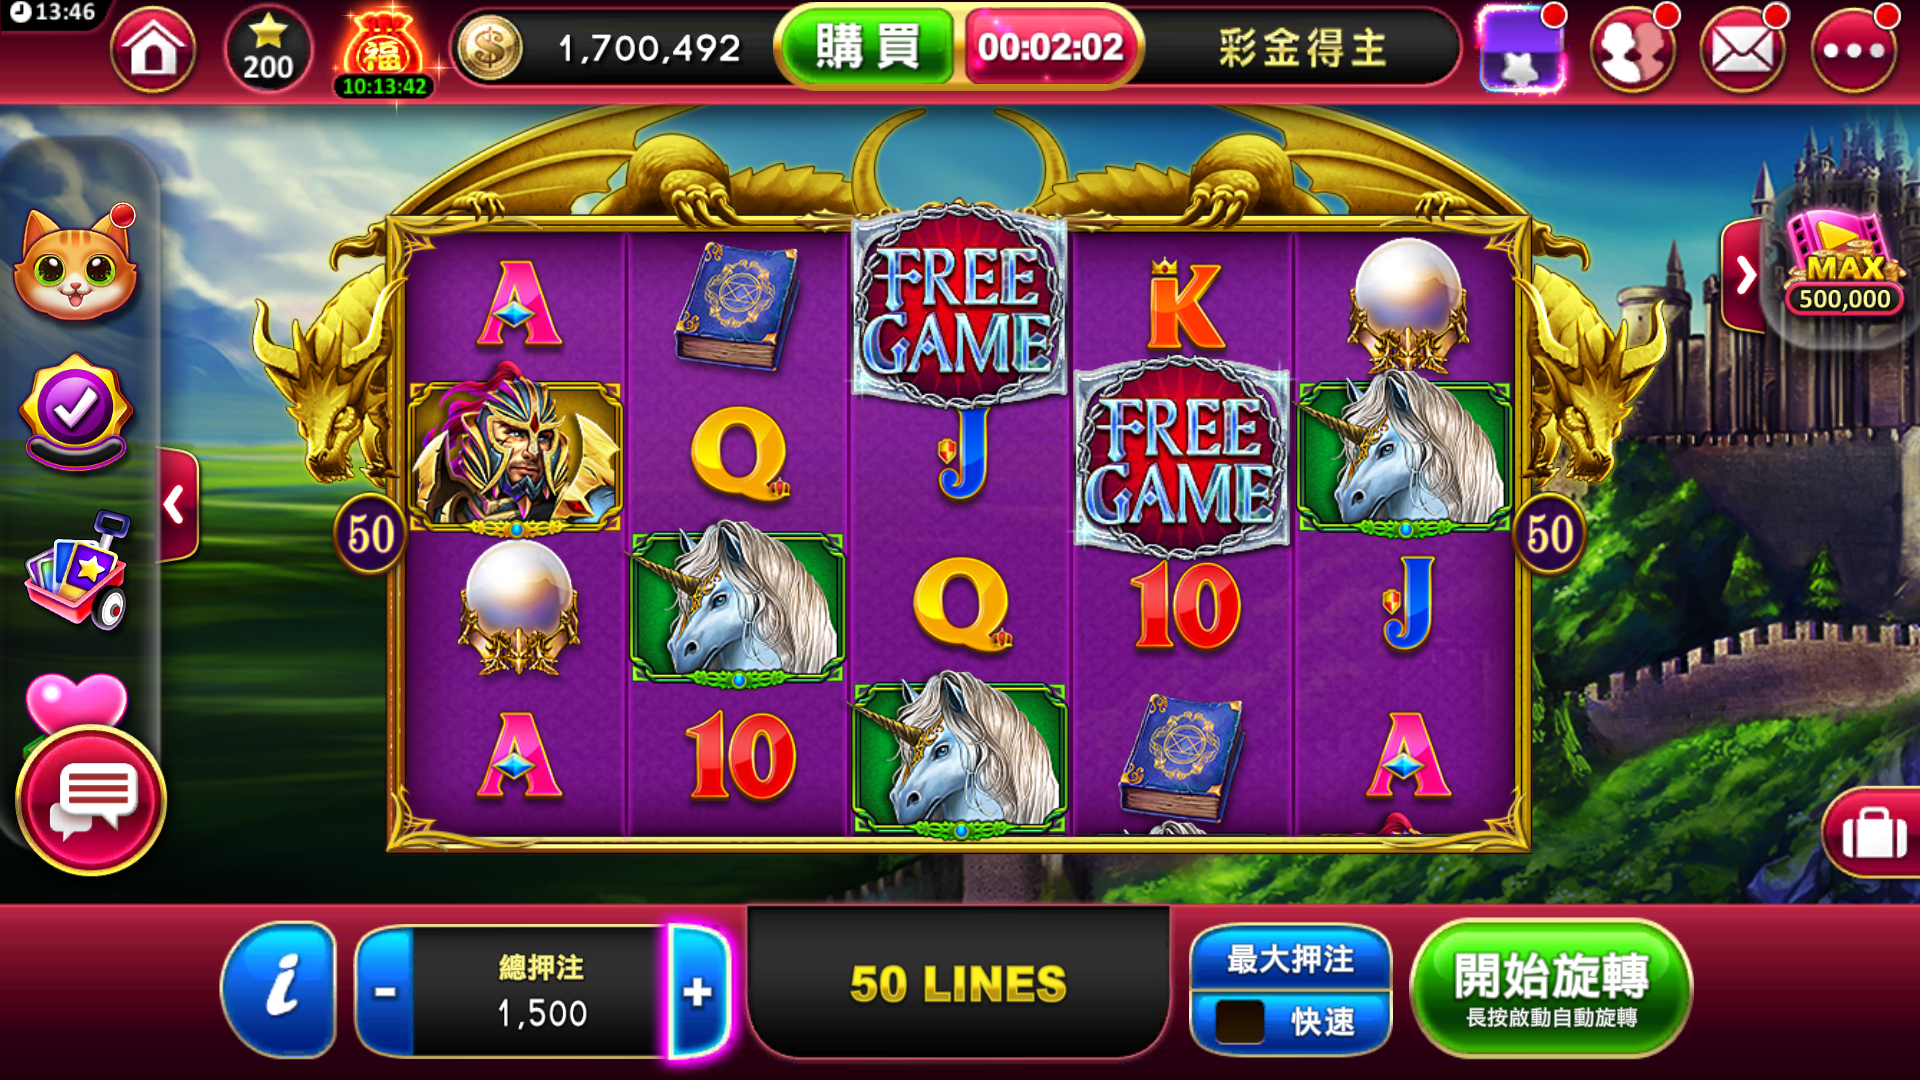 13:46
200
福
10:13:42
1,700,492
購買
00:02:02
彩金得主
MAX
500,000
A
FREE
GAME
K
FREE
GAME
Q
J
50
50
Q
10
J
A
10
A
i
-
總押注
1,500
+
50 LINES
最大押注
快速
開始旋轉
長按啟動自動旋轉